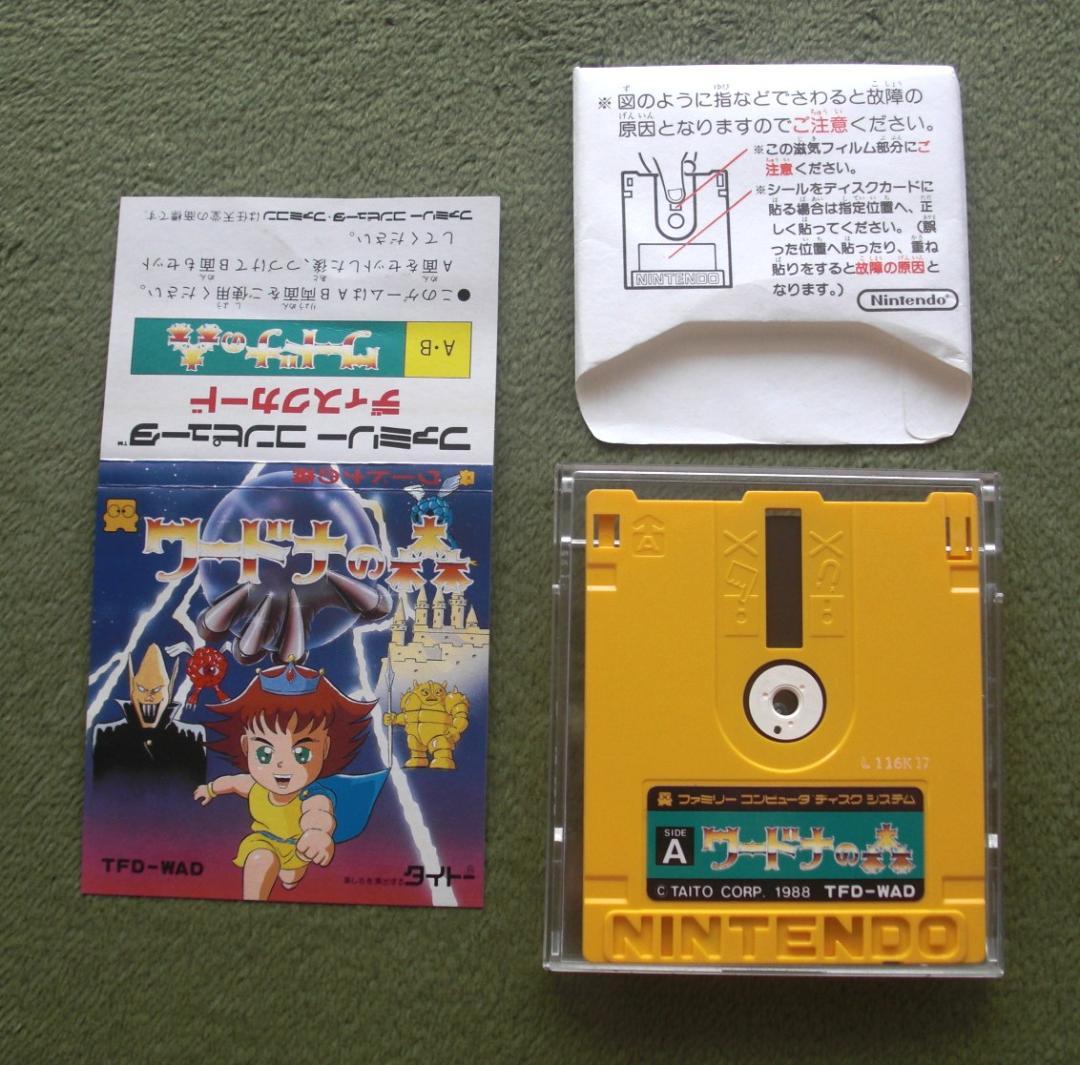 ※図のように指などでさわると故障の
原因となりますのでご注意ください。
※この滋気フィルム部分にご
注意ください。
※シールをディスクカードに
貼る場合は指定位置へ、正
しく貼ってください。(誤
った位置へ貼ったり、重ね
貼りをすると故障の原因と
なります。)
Nintendo
NINTENDO
ファミリーコンピュータ™
ディスクカード
ワードナの森
A・B
●このゲームはAB両面をご使用ください。
A面をセットした後、つづけてB面もセット
してください。
ファミリーコンピュータ・ファミコンは任天堂の商標です。
ワードナの森
ワードナの森
TFD-WAD
タイトー
A
L 116K 17
ファミリー コンピュータ ディスク システム
SIDE
A
ワードナの森
© TAITO CORP. 1988 TFD-WAD
NINTENDO